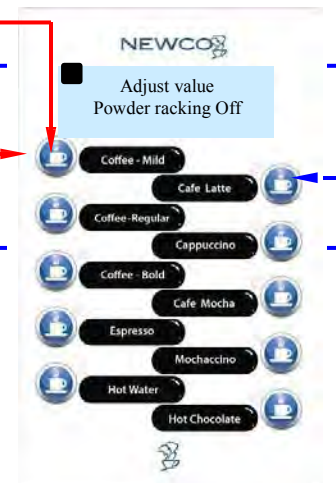 NEWCO
Adjust value
Powder racking Off
Coffee - Mild
Cafe Latte
Coffee-Regular
Cappuccino
Coffee - Bold
Cafe Mocha
Espresso
Mochaccino
Hot Water
Hot Chocolate